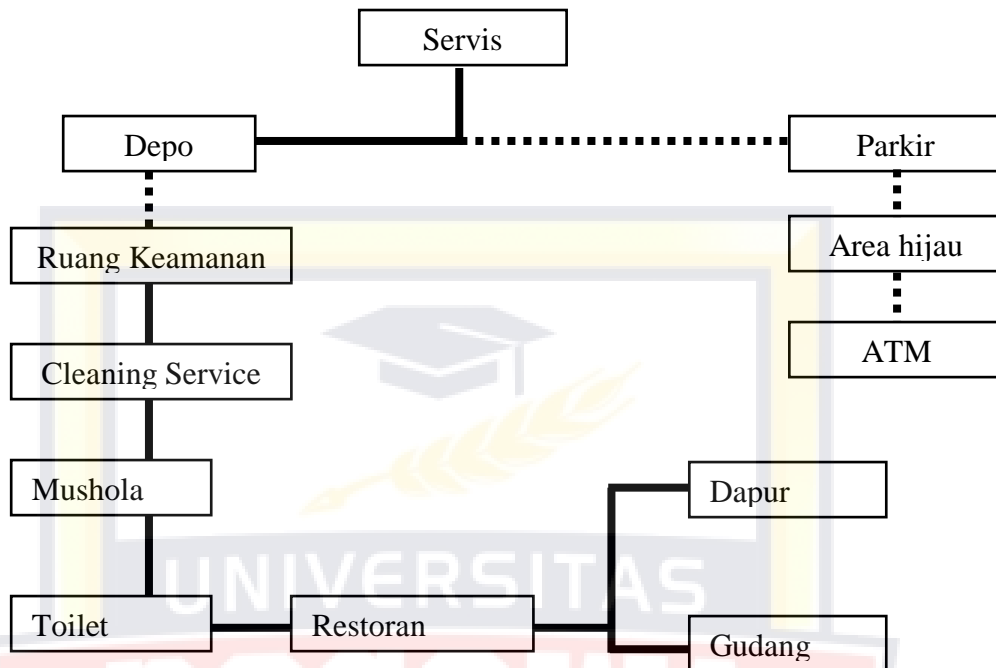 Servis
Depo
Parkir
Ruang Keamanan
Area hijau
Cleaning Service
ATM
Mushola
Dapur
UNIVERSITAS
Toilet
Restoran
Gudang